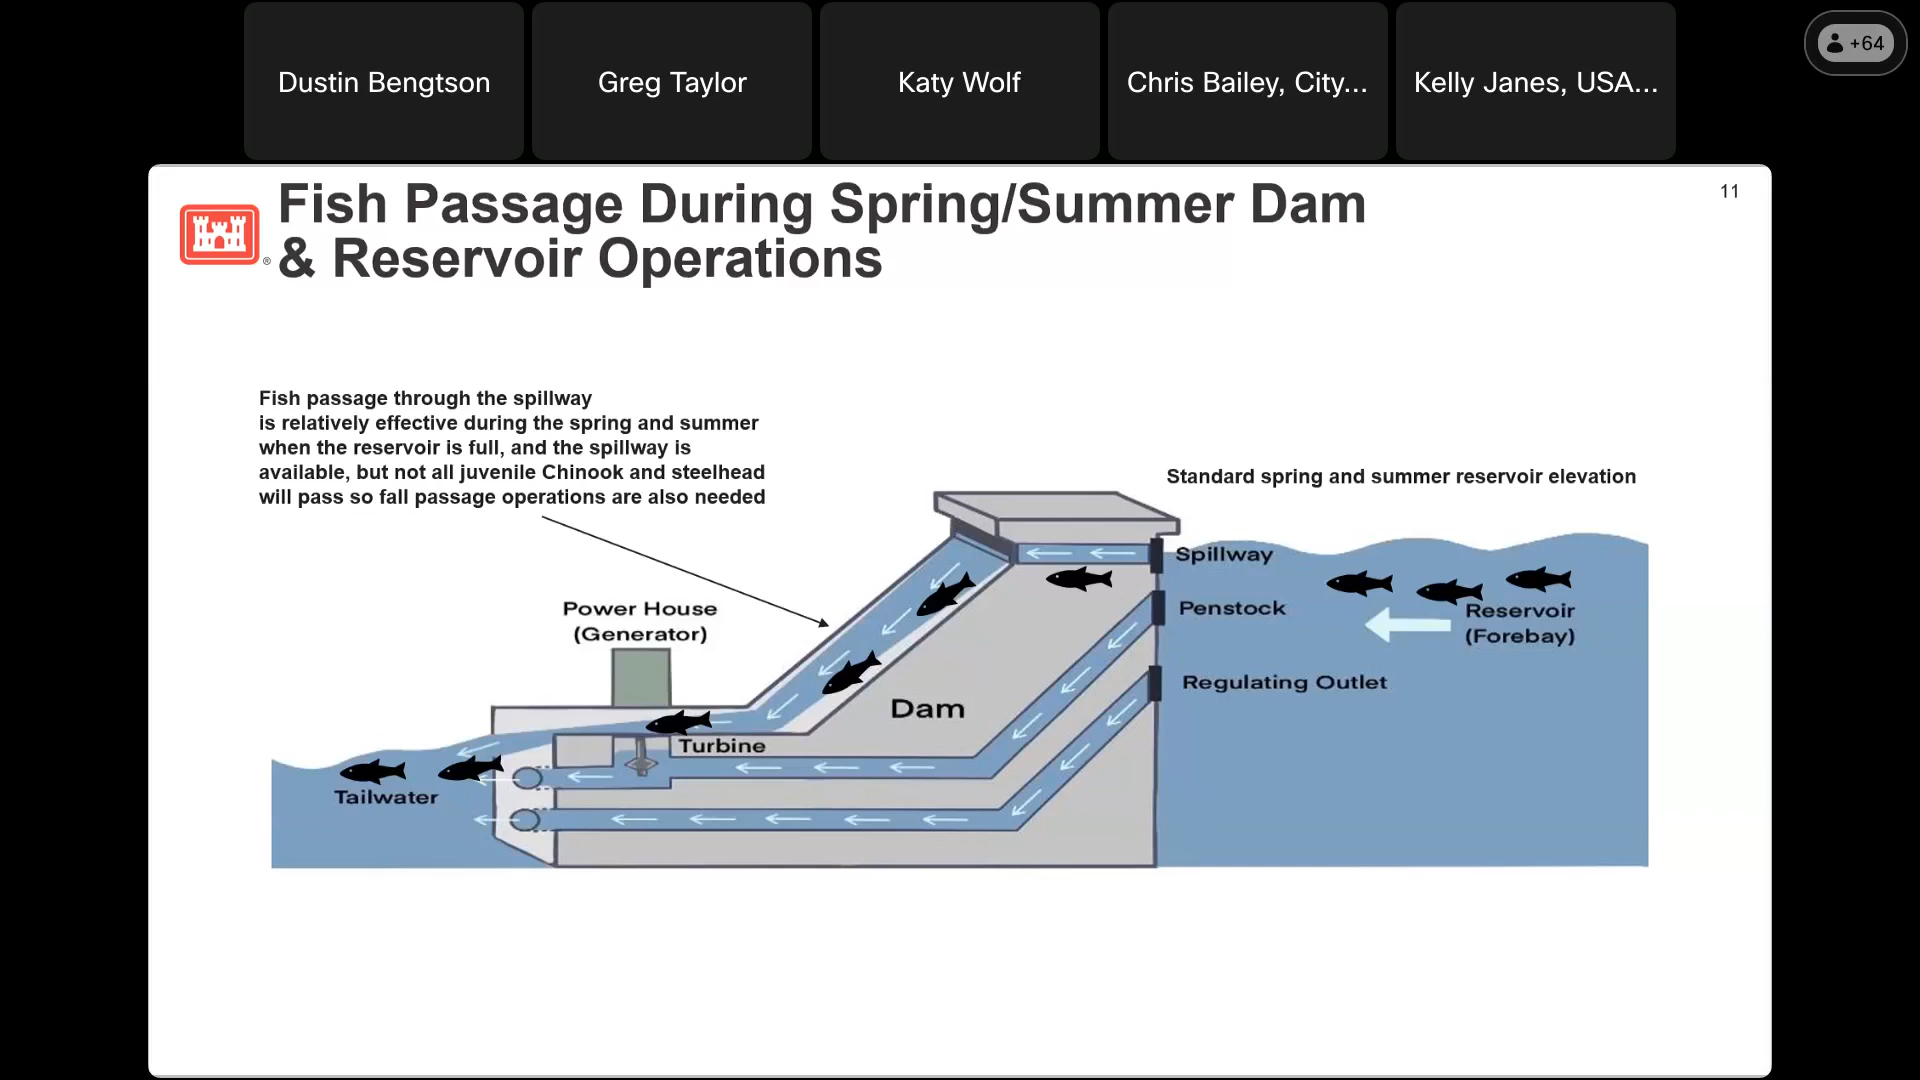 Dustin Bengtson
Greg Taylor
Katy Wolf
Chris Bailey, City...
Kelly Janes, USA...
+64
11
Fish Passage During Spring/Summer Dam
& Reservoir Operations
®
Fish passage through the spillway
is relatively effective during the spring and summer
when the reservoir is full, and the spillway is
available, but not all juvenile Chinook and steelhead
will pass so fall passage operations are also needed
Standard spring and summer reservoir elevation
Spillway
Penstock
Reservoir
(Forebay)
Regulating Outlet
Power House
(Generator)
Dam
Turbine
Tailwater